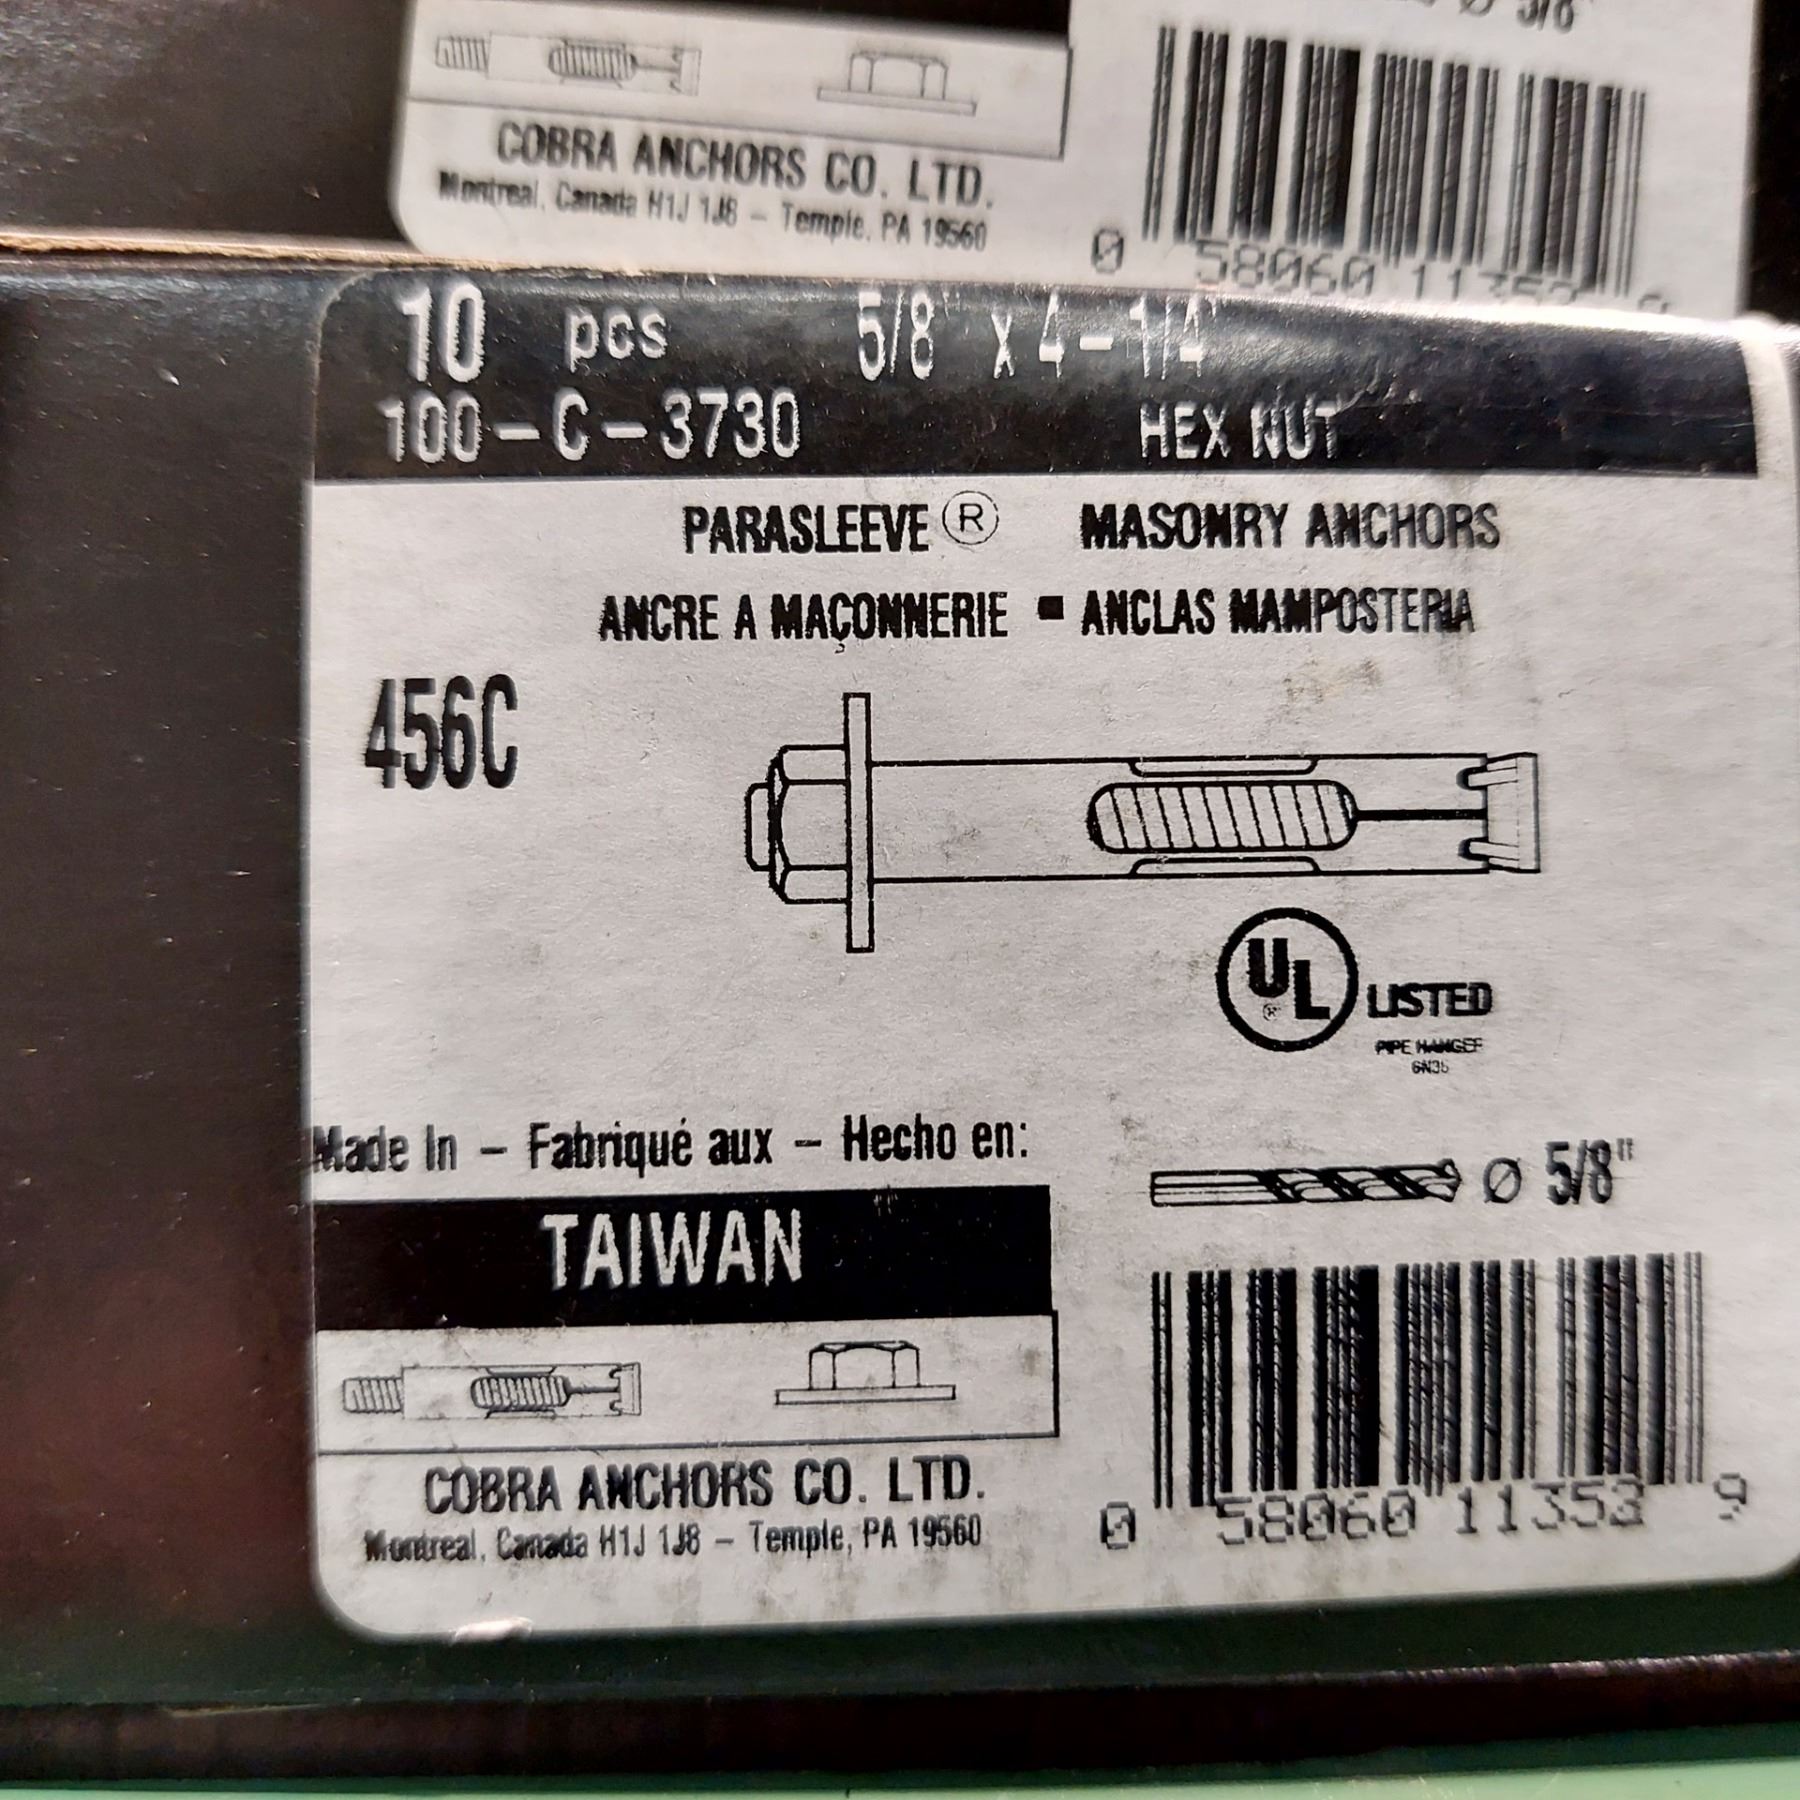 Ø 3/8"
COBRA ANCHORS CO. LTD.
Montreal, Canada H1J 1J8 – Temple, PA 19560
0 58060
10 pcs 5/8" x 4-1/4"
100-C-3730 HEX NUT
PARASLEEVE® MASONRY ANCHORS
ANCRE A MAÇONNERIE ▪ ANCLAS MAMPOSTERIA
456C
UL® LISTED
PIPE HANGER
Made In – Fabriqué aux – Hecho en:
Ø 5/8"
TAIWAN
COBRA ANCHORS CO. LTD.
Montreal, Canada H1J 1J8 – Temple, PA 19560
0 58060 11352 9